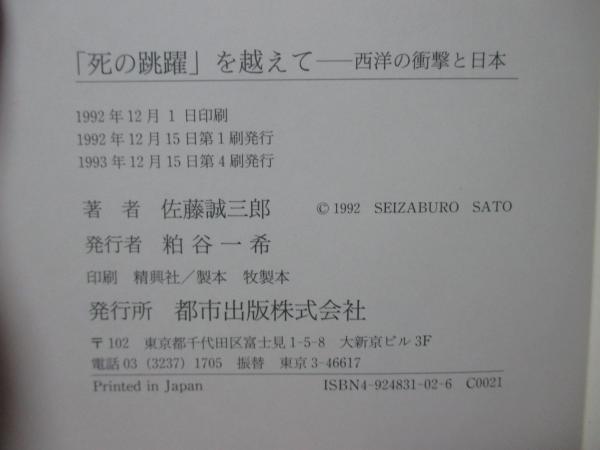 「死の跳躍」を越えて──西洋の衝撃と日本
1992年12月1日印刷
1992年12月15日第1刷発行
1993年12月15日第4刷発行
著者 佐藤誠三郎 © 1992 SEIZABURO SATO
発行者 粕谷一希
印刷 精興社／製本 牧製本
発行所 都市出版株式会社
〒102 東京都千代田区富士見1-5-8 大新京ビル3F
電話03(3237)1705 振替 東京3-46617
Printed in Japan ISBN4-924831-02-6 C0021